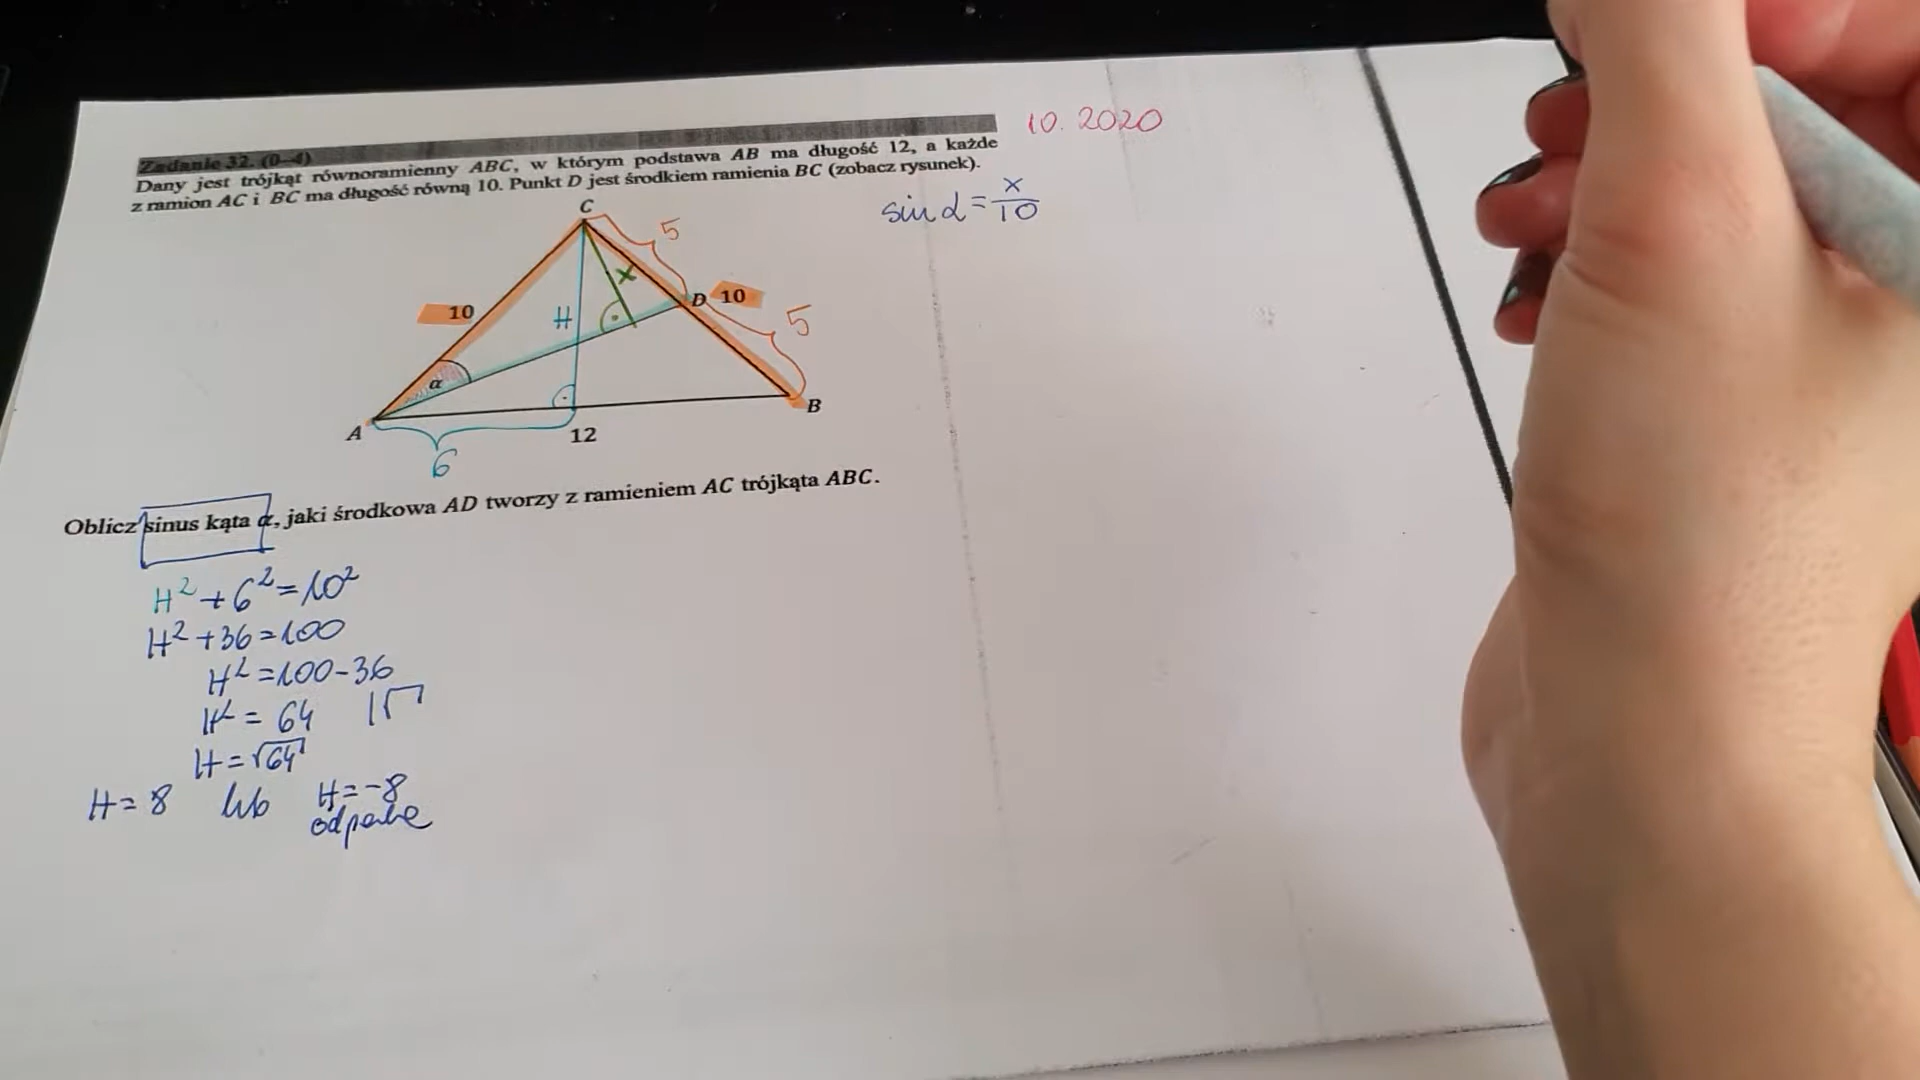 10. 2020
Zadanie 32. (0–4)
Dany jest trójkąt równoramienny ABC, w którym podstawa AB ma długość 12, a każde
z ramion AC i BC ma długość równą 10. Punkt D jest środkiem ramienia BC (zobacz rysunek).
sin α = x/10
C
5
x
10
H
D 10
5
α
A
B
12
6
Oblicz sinus kąta α, jaki środkowa AD tworzy z ramieniem AC trójkąta ABC.
H² + 6² = 10²
H² + 36 = 100
H² = 100 - 36
H² = 64 |√
H = √64
H = 8 lub H = -8